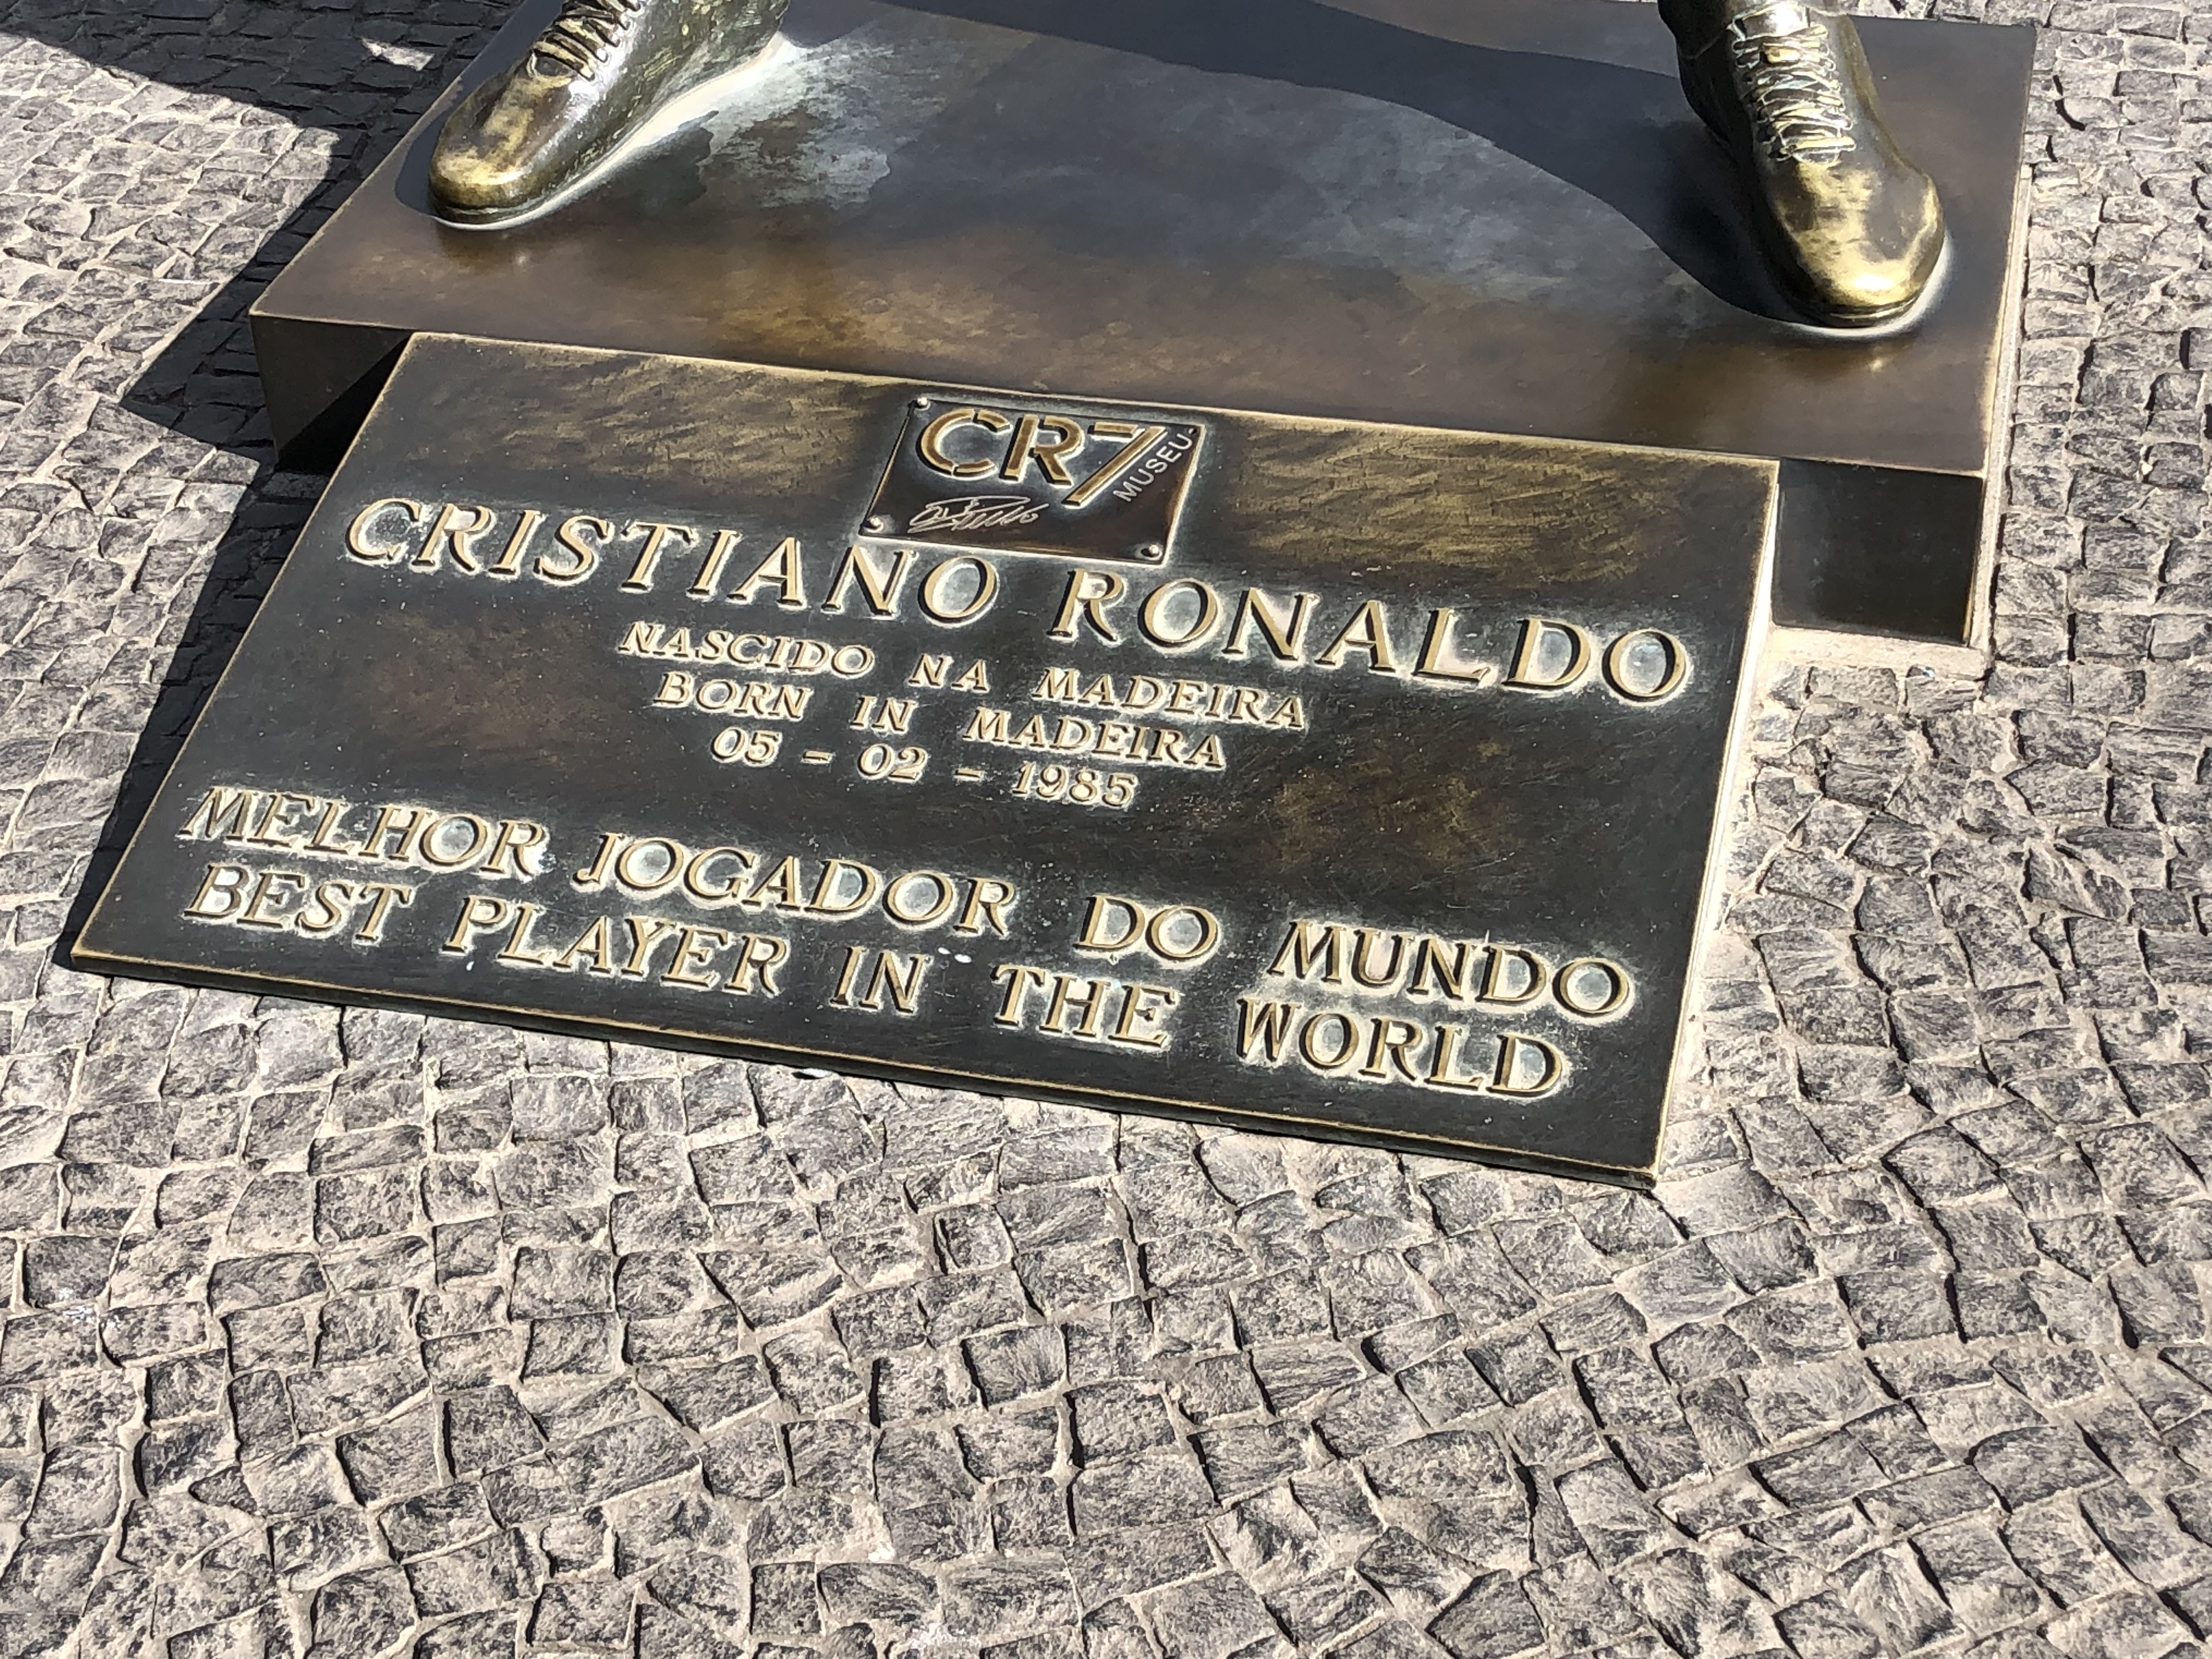 CR7
MUSEU
CRISTIANO RONALDO
NASCIDO NA MADEIRA
BORN IN MADEIRA
05 - 02 - 1985
MELHOR JOGADOR DO MUNDO
BEST PLAYER IN THE WORLD